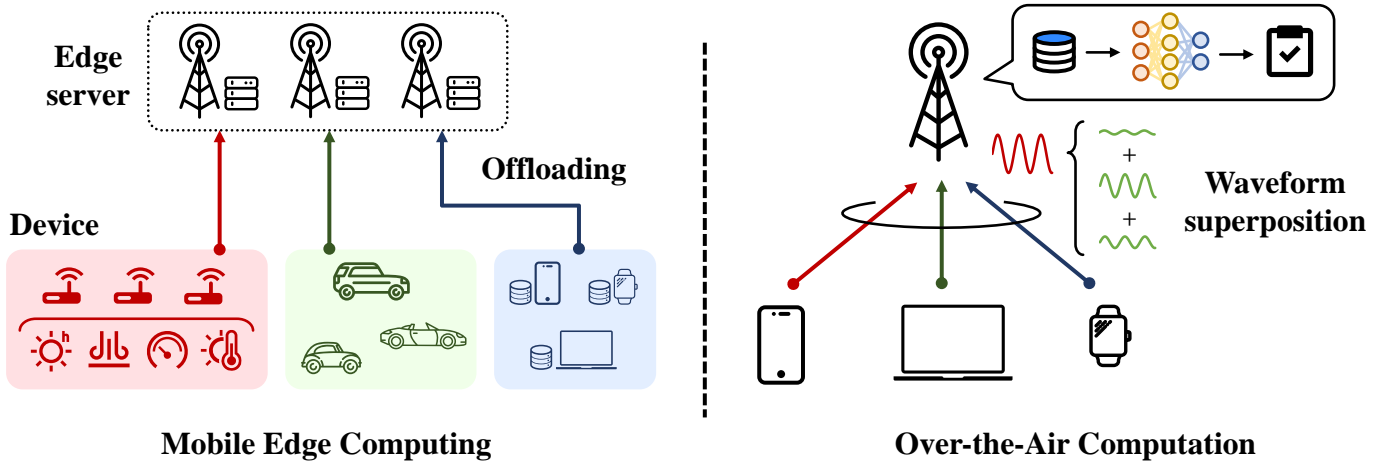 Edge
server
Offloading
Device
h
Mobile Edge Computing
+
+
Waveform
superposition
Over-the-Air Computation